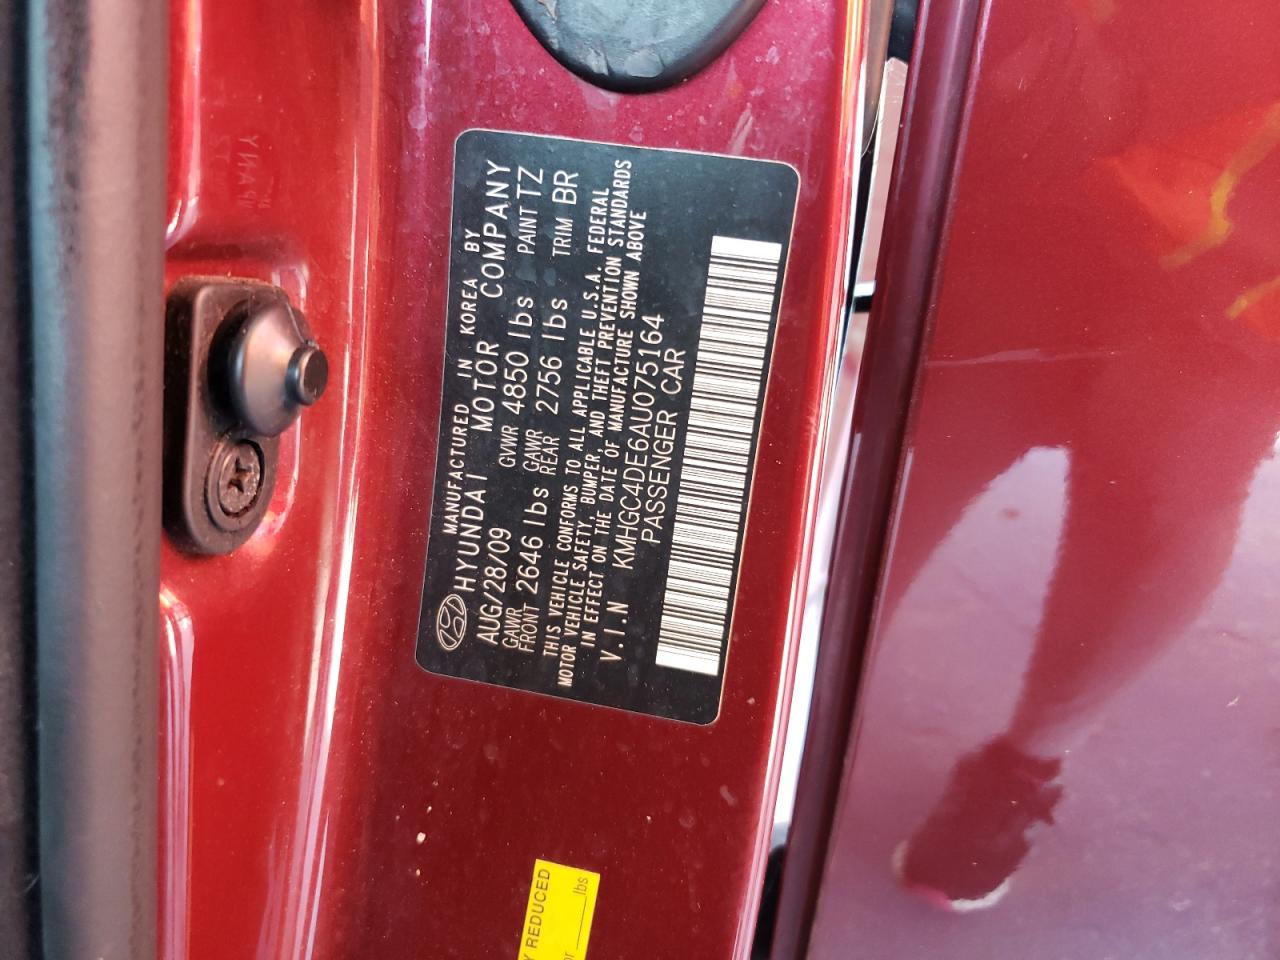 MANUFACTURED IN KOREA BY
HYUNDAI MOTOR COMPANY
AUG/28/09 GVWR 4850 lbs PAINT TZ
GAWR FRONT 2646 lbs GAWR REAR 2756 lbs TRIM BR
THIS VEHICLE CONFORMS TO ALL APPLICABLE U.S.A. FEDERAL
MOTOR VEHICLE SAFETY, BUMPER, AND THEFT PREVENTION STANDARDS
IN EFFECT ON THE DATE OF MANUFACTURE SHOWN ABOVE
V.I.N KMHGC4DE6AU075164
PASSENGER CAR
REDUCED
lbs